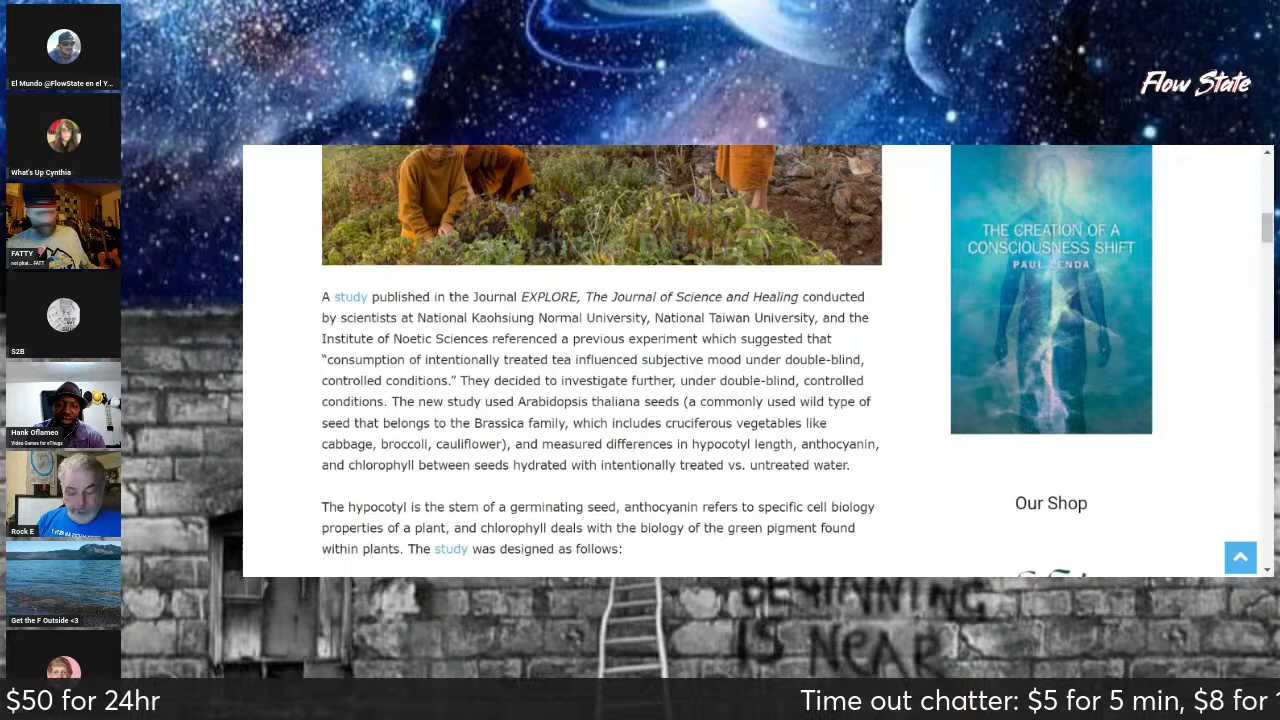 El Mundo @FlowState en el Y...
What's Up Cynthia
FATTY
S2B
Hank Oflameo
Video Games for aThugs
Rock E
Get the F Outside <3
Flow State
A study published in the Journal EXPLORE, The Journal of Science and Healing conducted
by scientists at National Kaohsiung Normal University, National Taiwan University, and the
Institute of Noetic Sciences referenced a previous experiment which suggested that
“consumption of intentionally treated tea influenced subjective mood under double-blind,
controlled conditions.” They decided to investigate further, under double-blind, controlled
conditions. The new study used Arabidopsis thaliana seeds (a commonly used wild type of
seed that belongs to the Brassica family, which includes cruciferous vegetables like
cabbage, broccoli, cauliflower), and measured differences in hypocotyl length, anthocyanin,
and chlorophyll between seeds hydrated with intentionally treated vs. untreated water.
The hypocotyl is the stem of a germinating seed, anthocyanin refers to specific cell biology
properties of a plant, and chlorophyll deals with the biology of the green pigment found
within plants. The study was designed as follows:
THE CREATION OF A
CONSCIOUSNESS SHIFT
PAUL LENDA
Our Shop
BEGINNING
IS NEAR
$50 for 24hr
Time out chatter: $5 for 5 min, $8 for